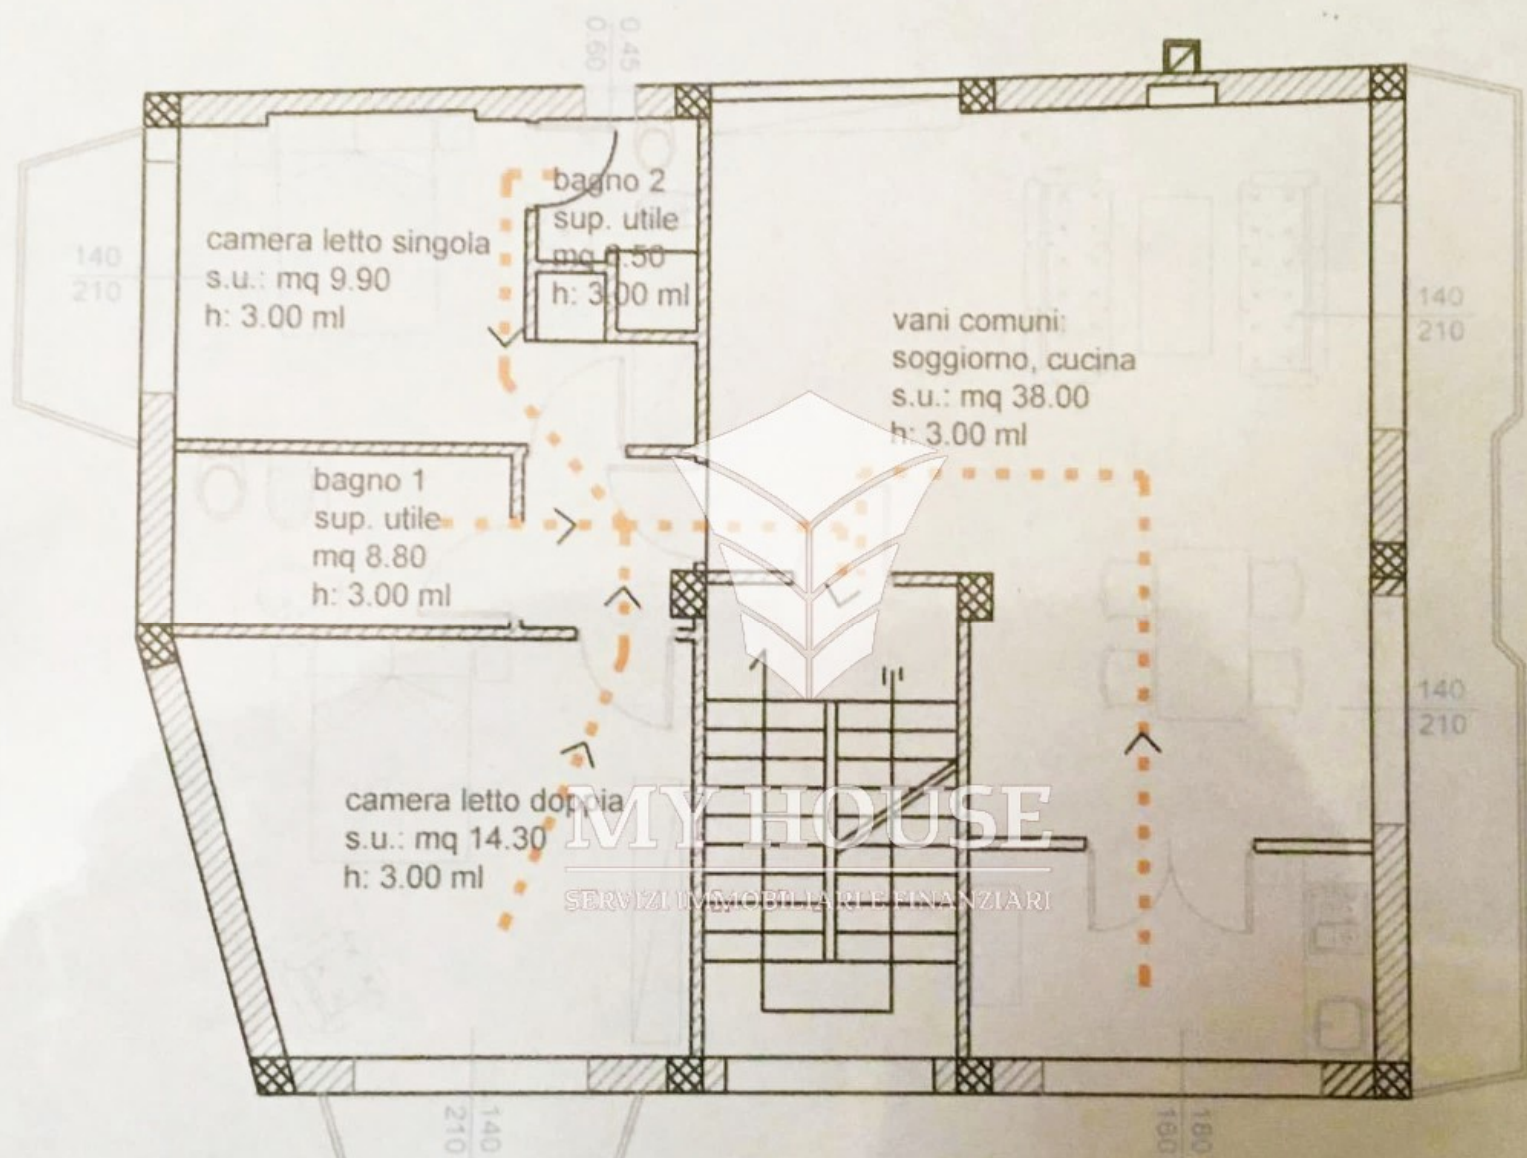 0.45
0.60
bagno 2
sup. utile
mq .50
h: 3.00 ml
camera letto singola
s.u.: mq 9.90
h: 3.00 ml
140
210
vani comuni:
soggiorno, cucina
s.u.: mq 38.00
h: 3.00 ml
140
210
bagno 1
sup. utile
mq 8.80
h: 3.00 ml
140
210
camera letto doppia
s.u.: mq 14.30
h: 3.00 ml
MY HOUSE
SERVIZI IMMOBILIARI E FINANZIARI
140
210
180
160